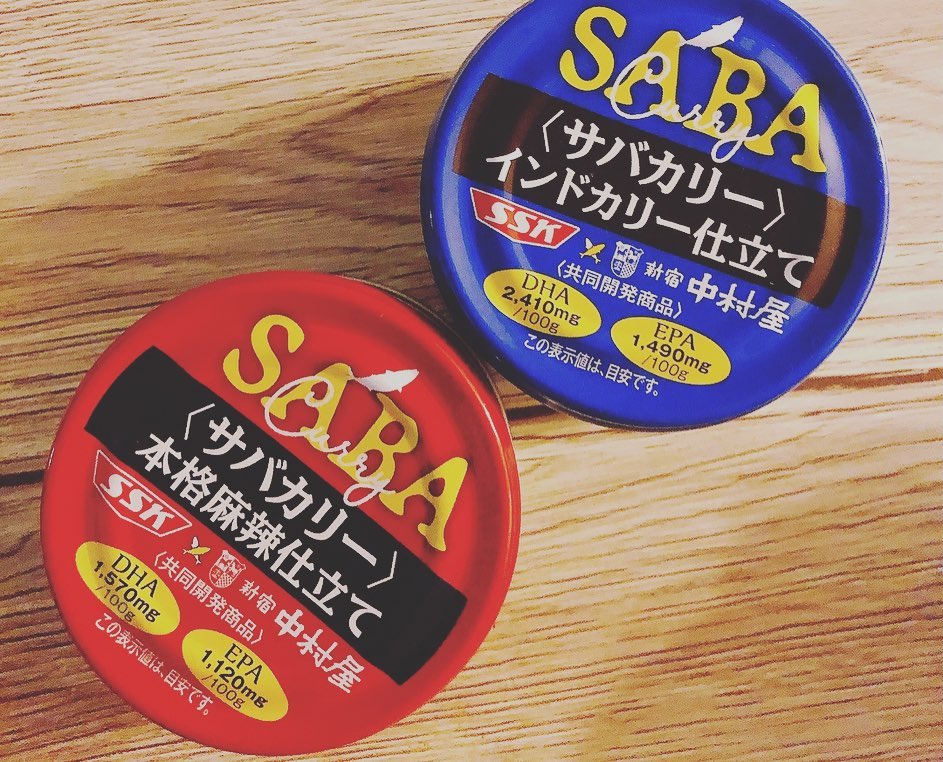 SABA
Curry
〈サバカリー〉
インドカリー仕立て
SSK
新宿 中村屋
〈共同開発商品〉
DHA
2,410mg
/100g
EPA
1,490mg
/100g
この表示値は、目安です。
SABA
Curry
〈サバカリー〉
本格麻辣仕立て
SSK
新宿 中村屋
〈共同開発商品〉
DHA
1,570mg
/100g
EPA
1,120mg
/100g
この表示値は、目安です。